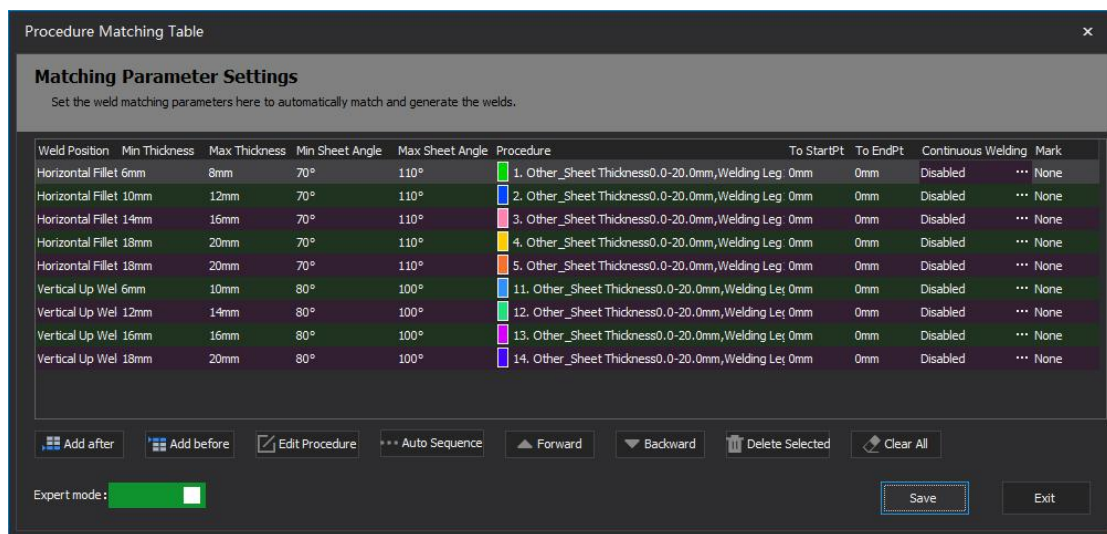 Procedure Matching Table
Matching Parameter Settings
Set the weld matching parameters here to automatically match and generate the welds.
Weld Position Min Thickness Max Thickness Min Sheet Angle Max Sheet Angle Procedure To StartPt To EndPt Continuous Welding Mark
Horizontal Fillet 6mm 8mm 70° 110° 1. Other_Sheet Thickness0.0-20.0mm,Welding Leg 0mm 0mm Disabled ··· None
Horizontal Fillet 10mm 12mm 70° 110° 2. Other_Sheet Thickness0.0-20.0mm,Welding Leg 0mm 0mm Disabled ··· None
Horizontal Fillet 14mm 16mm 70° 110° 3. Other_Sheet Thickness0.0-20.0mm,Welding Leg 0mm 0mm Disabled ··· None
Horizontal Fillet 18mm 20mm 70° 110° 4. Other_Sheet Thickness0.0-20.0mm,Welding Leg 0mm 0mm Disabled ··· None
Horizontal Fillet 18mm 20mm 70° 110° 5. Other_Sheet Thickness0.0-20.0mm,Welding Leg 0mm 0mm Disabled ··· None
Vertical Up Wel 6mm 10mm 80° 100° 11. Other_Sheet Thickness0.0-20.0mm,Welding Leg 0mm 0mm Disabled ··· None
Vertical Up Wel 12mm 14mm 80° 100° 12. Other_Sheet Thickness0.0-20.0mm,Welding Leg 0mm 0mm Disabled ··· None
Vertical Up Wel 16mm 16mm 80° 100° 13. Other_Sheet Thickness0.0-20.0mm,Welding Leg 0mm 0mm Disabled ··· None
Vertical Up Wel 18mm 20mm 80° 100° 14. Other_Sheet Thickness0.0-20.0mm,Welding Leg 0mm 0mm Disabled ··· None
Add after Add before Edit Procedure Auto Sequence Forward Backward Delete Selected Clear All
Expert mode: Save Exit